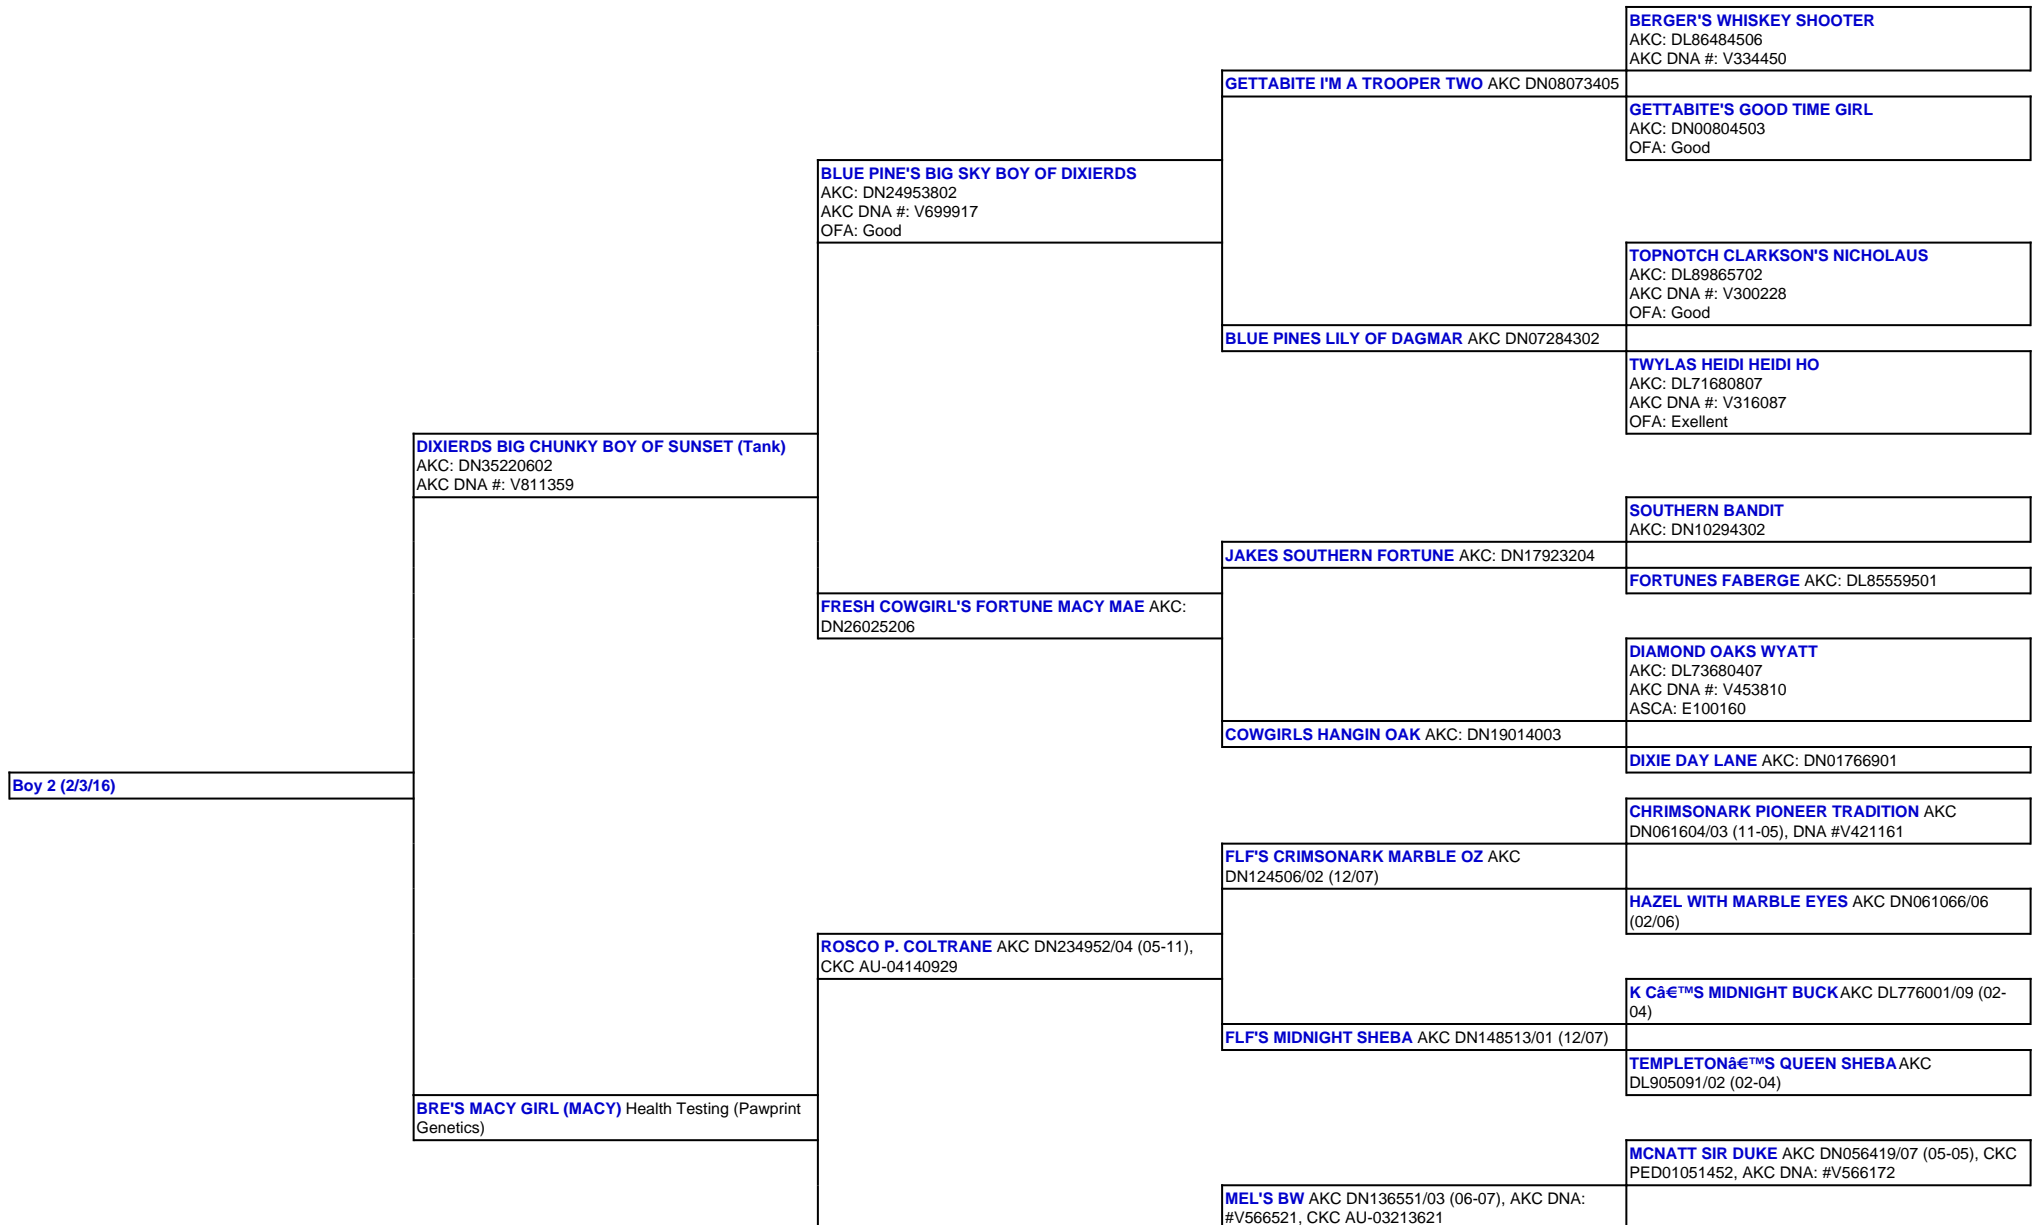 BERGER'S WHISKEY SHOOTER
AKC: DL86484506
AKC DNA #: V334450
GETTABITE I'M A TROOPER TWO AKC DN08073405
GETTABITE'S GOOD TIME GIRL
AKC: DN00804503
OFA: Good
BLUE PINE'S BIG SKY BOY OF DIXIERDS
AKC: DN24953802
AKC DNA #: V699917
OFA: Good
TOPNOTCH CLARKSON'S NICHOLAUS
AKC: DL89865702
AKC DNA #: V300228
OFA: Good
BLUE PINES LILY OF DAGMAR AKC DN07284302
TWYLAS HEIDI HEIDI HO
AKC: DL71680807
AKC DNA #: V316087
OFA: Exellent
DIXIERDS BIG CHUNKY BOY OF SUNSET (Tank)
AKC: DN35220602
AKC DNA #: V811359
SOUTHERN BANDIT
AKC: DN10294302
JAKES SOUTHERN FORTUNE AKC: DN17923204
FORTUNES FABERGE AKC: DL85559501
FRESH COWGIRL'S FORTUNE MACY MAE AKC:
DN26025206
DIAMOND OAKS WYATT
AKC: DL73680407
AKC DNA #: V453810
ASCA: E100160
COWGIRLS HANGIN OAK AKC: DN19014003
DIXIE DAY LANE AKC: DN01766901
Boy 2 (2/3/16)
CHRIMSONARK PIONEER TRADITION AKC
DN061604/03 (11-05), DNA #V421161
FLF'S CRIMSONARK MARBLE OZ AKC
DN124506/02 (12/07)
HAZEL WITH MARBLE EYES AKC DN061066/06
(02/06)
ROSCO P. COLTRANE AKC DN234952/04 (05-11),
CKC AU-04140929
K Câ€™S MIDNIGHT BUCK AKC DL776001/09 (02-
04)
FLF'S MIDNIGHT SHEBA AKC DN148513/01 (12/07)
TEMPLETONâ€™S QUEEN SHEBA AKC
DL905091/02 (02-04)
BRE'S MACY GIRL (MACY) Health Testing (Pawprint
Genetics)
MCNATT SIR DUKE AKC DN056419/07 (05-05), CKC
PED01051452, AKC DNA: #V566172
MEL'S BW AKC DN136551/03 (06-07), AKC DNA:
#V566521, CKC AU-03213621